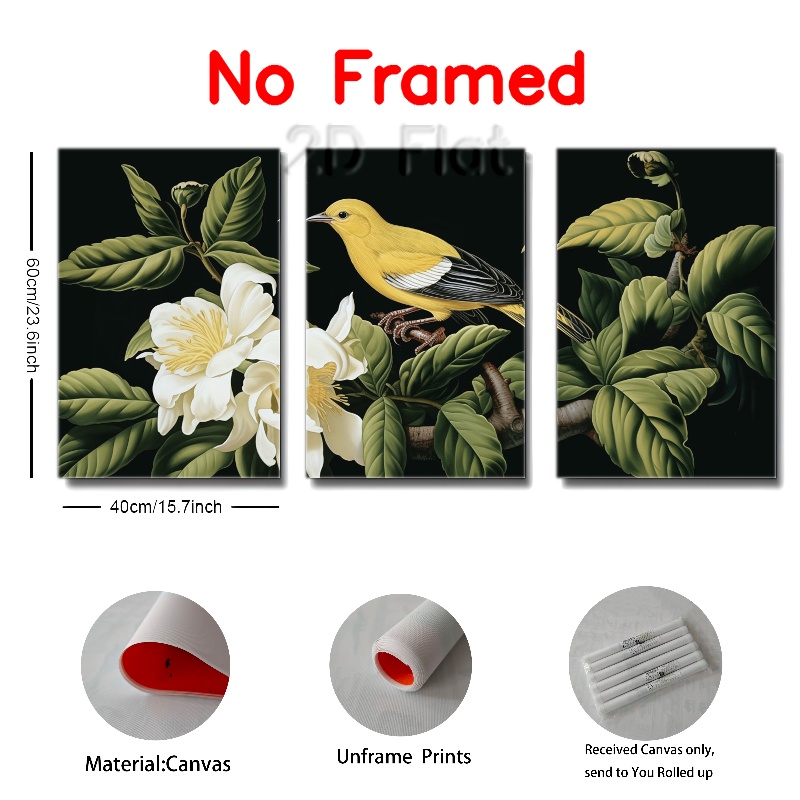 No Framed
2D Flat
60cm/23.6inch
40cm/15.7inch
Material:Canvas
Unframe Prints
Received Canvas only,
send to You Rolled up